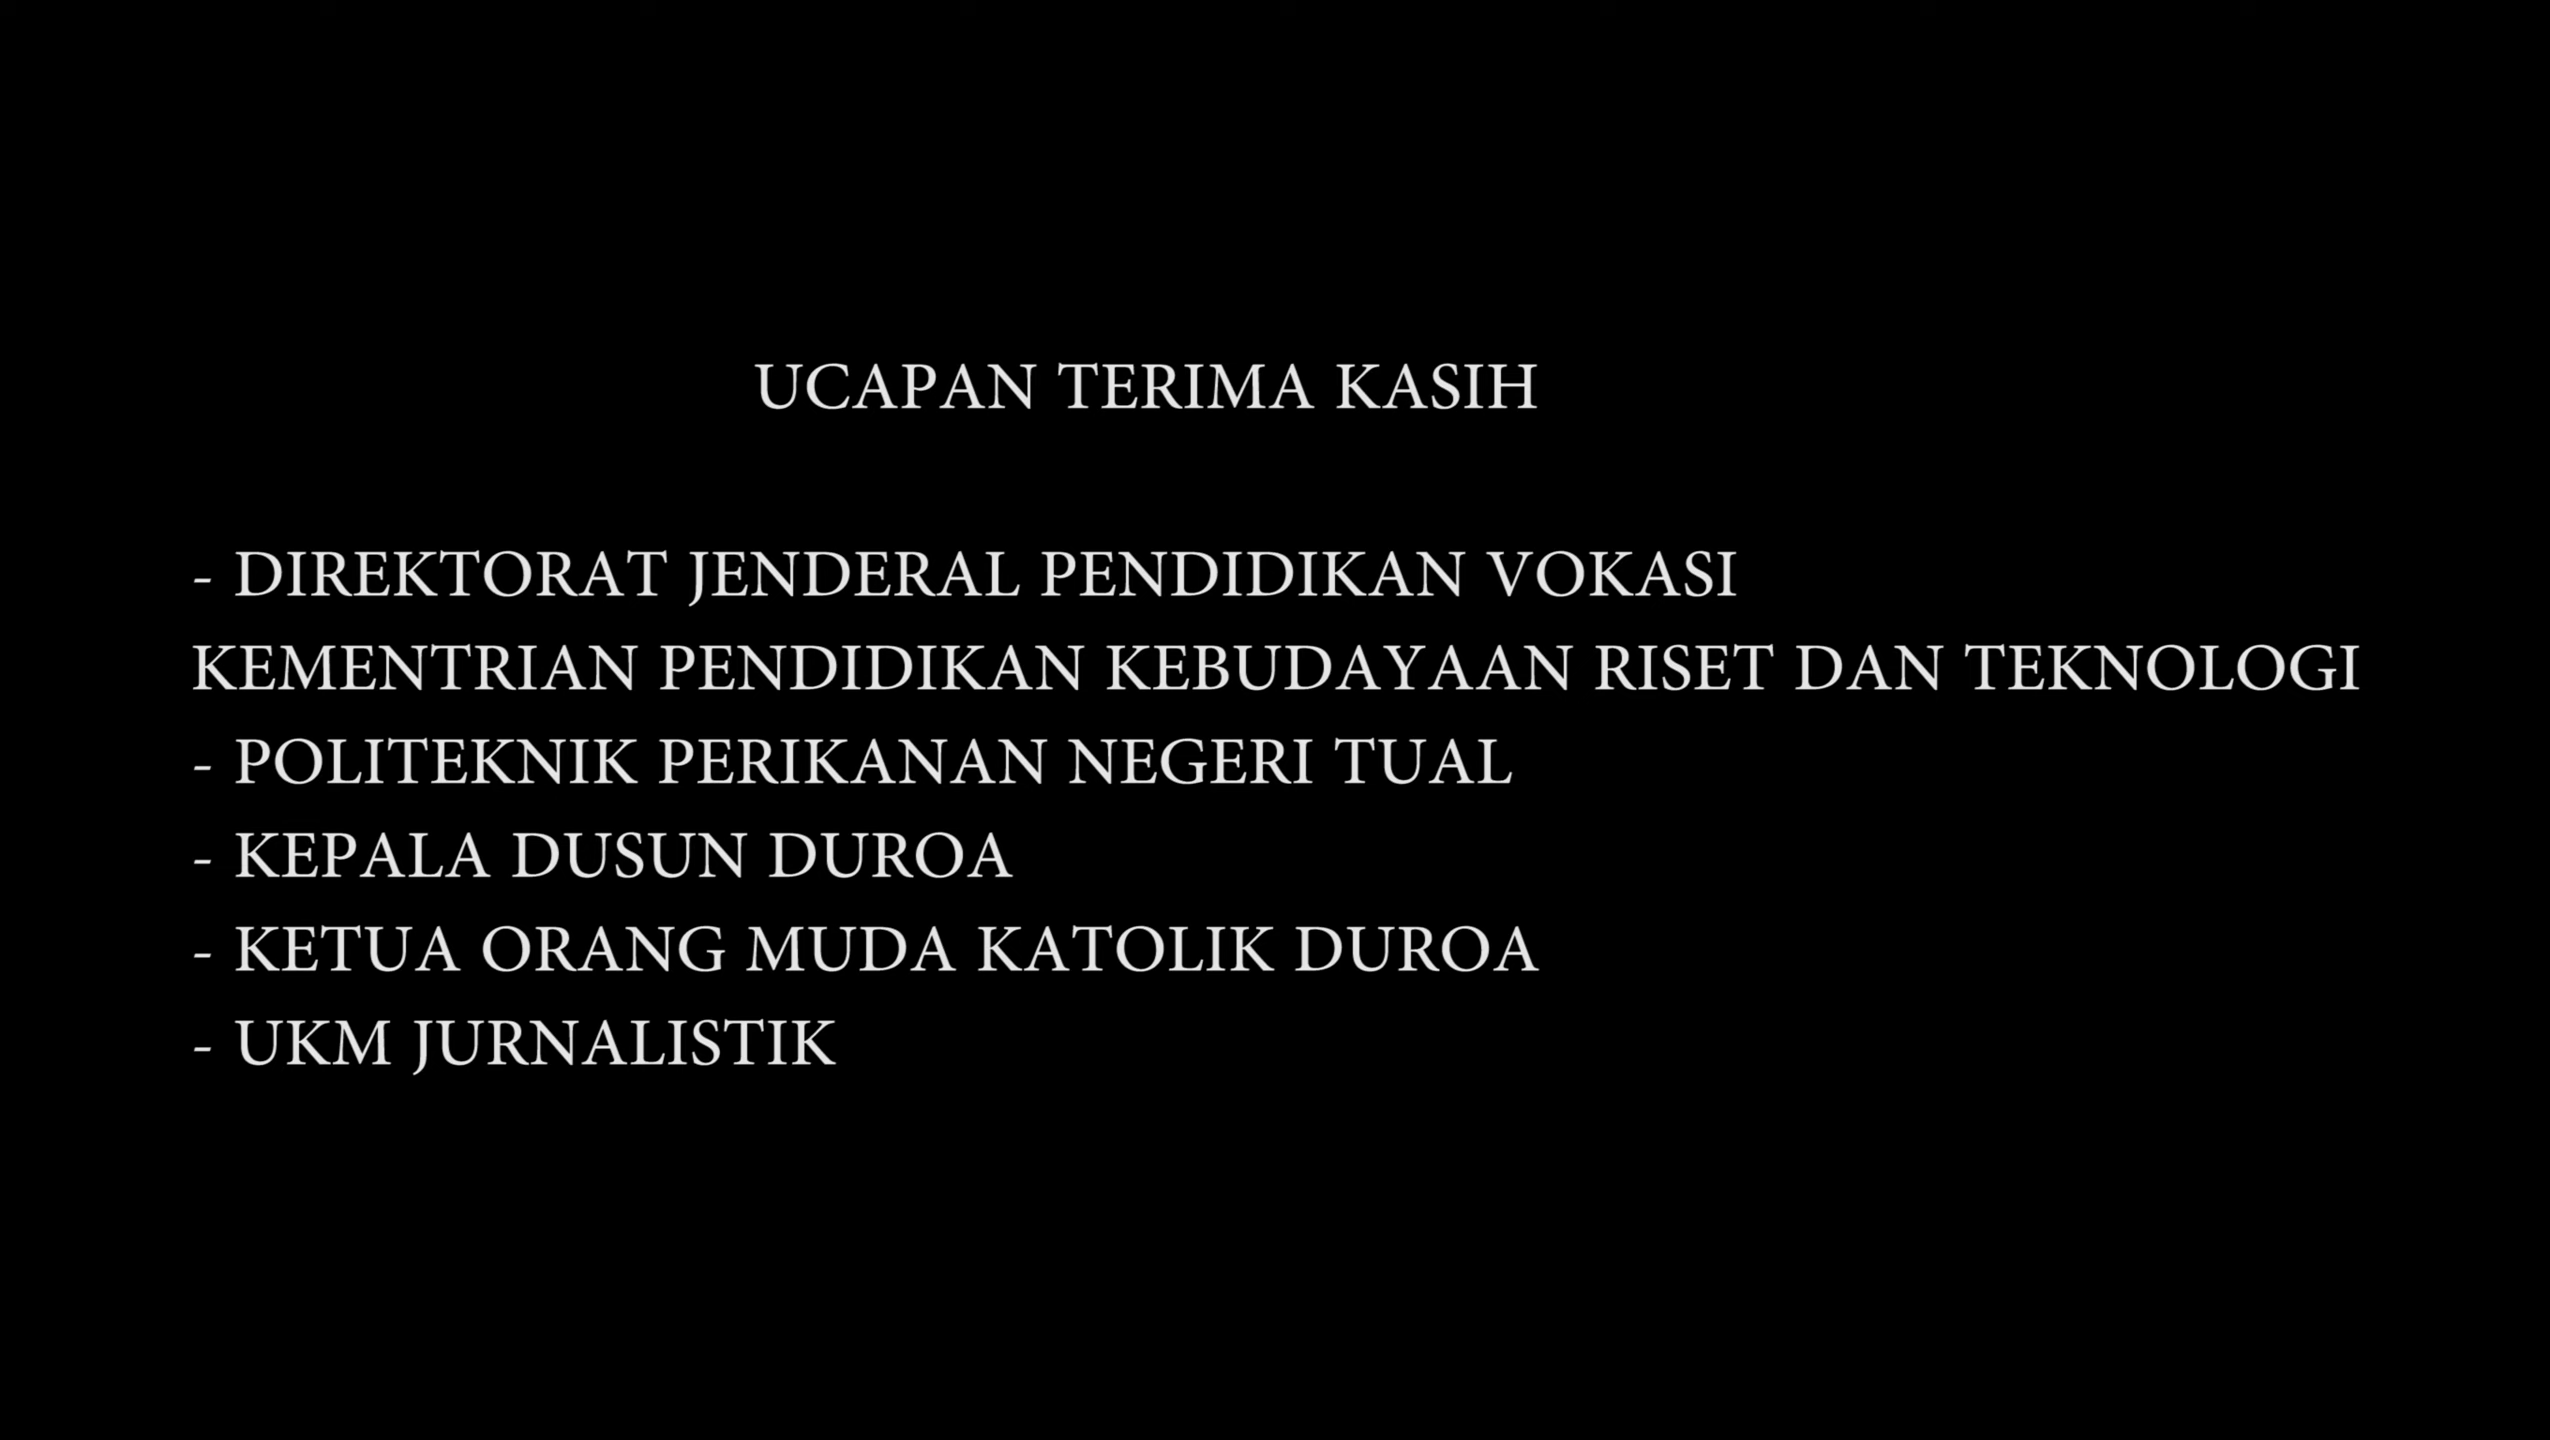 UCAPAN TERIMA KASIH
- DIREKTORAT JENDERAL PENDIDIKAN VOKASI
KEMENTRIAN PENDIDIKAN KEBUDAYAAN RISET DAN TEKNOLOGI
- POLITEKNIK PERIKANAN NEGERI TUAL
- KEPALA DUSUN DUROA
- KETUA ORANG MUDA KATOLIK DUROA
- UKM JURNALISTIK